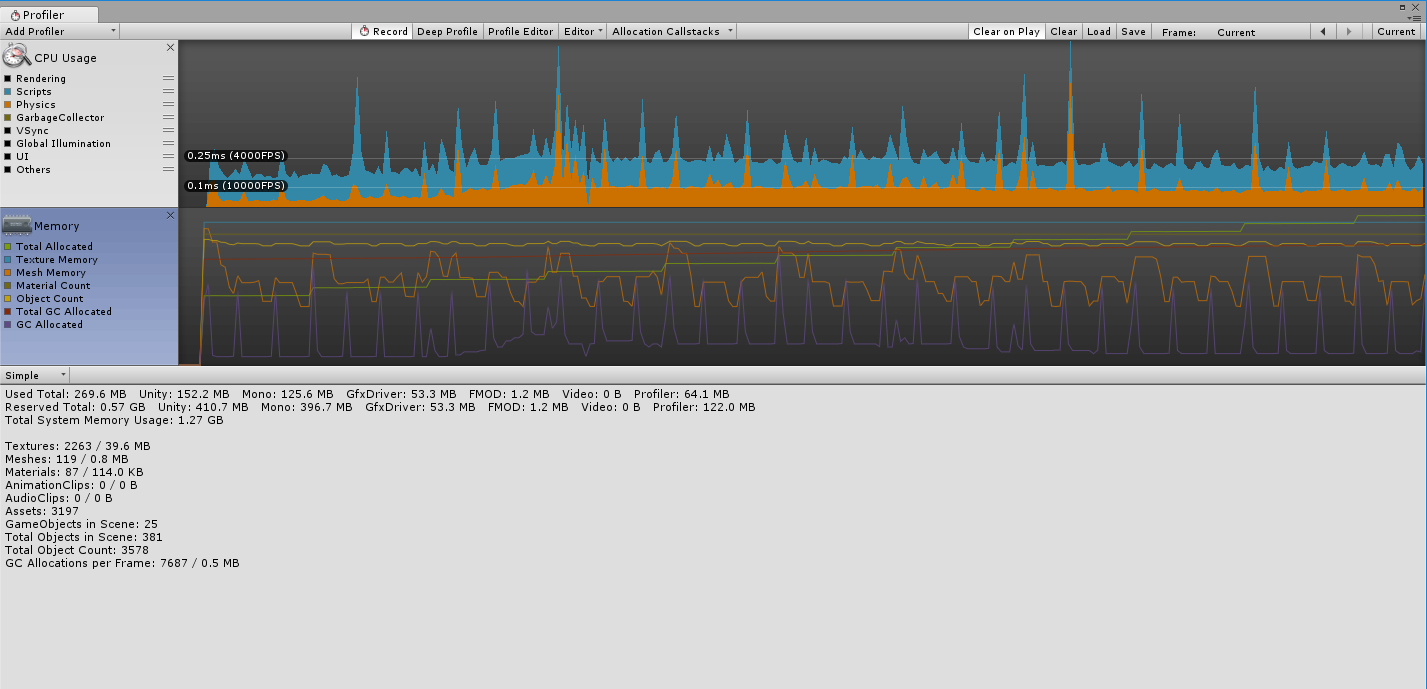 Profiler
Add Profiler Record Deep Profile Profile Editor Editor Allocation Callstacks Clear on Play Clear Load Save Frame: Current Current
CPU Usage
Rendering
Scripts
Physics
GarbageCollector
VSync
Global Illumination
UI
Others
0.25ms (4000FPS)
0.1ms (10000FPS)
Memory
Total Allocated
Texture Memory
Mesh Memory
Material Count
Object Count
Total GC Allocated
GC Allocated
Simple
Used Total: 269.6 MB Unity: 152.2 MB Mono: 125.6 MB GfxDriver: 53.3 MB FMOD: 1.2 MB Video: 0 B Profiler: 64.1 MB
Reserved Total: 0.57 GB Unity: 410.7 MB Mono: 396.7 MB GfxDriver: 53.3 MB FMOD: 1.2 MB Video: 0 B Profiler: 122.0 MB
Total System Memory Usage: 1.27 GB
Textures: 2263 / 39.6 MB
Meshes: 119 / 0.8 MB
Materials: 87 / 114.0 KB
AnimationClips: 0 / 0 B
AudioClips: 0 / 0 B
Assets: 3197
GameObjects in Scene: 25
Total Objects in Scene: 381
Total Object Count: 3578
GC Allocations per Frame: 7687 / 0.5 MB